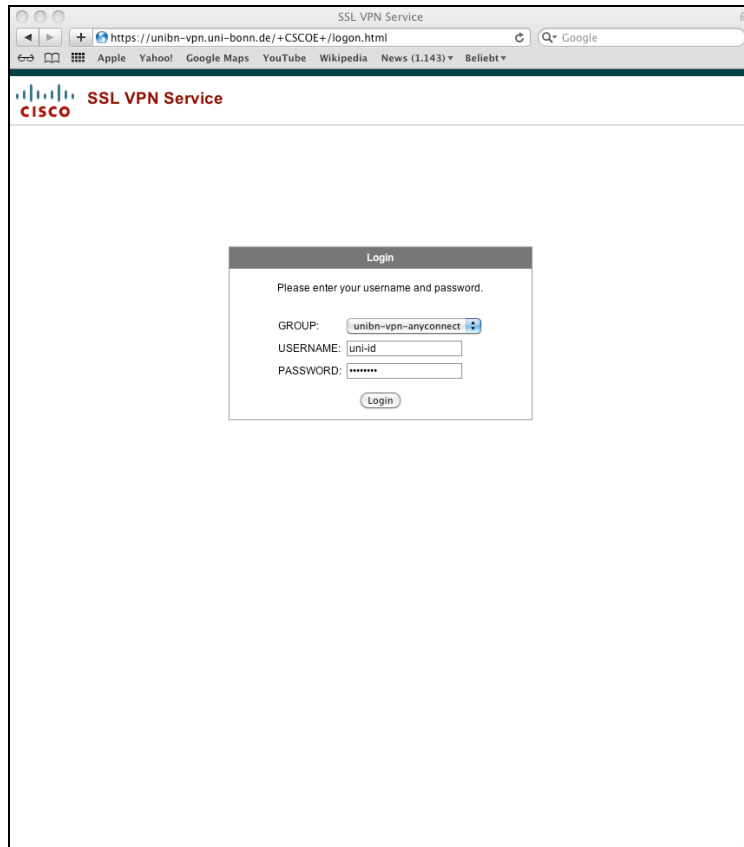 SSL VPN Service
https://unibn-vpn.uni-bonn.de/+CSCOE+/logon.html
Google
Apple Yahoo! Google Maps YouTube Wikipedia News (1.143) Beliebt
CISCO SSL VPN Service
Login
Please enter your username and password.
GROUP: unibn-vpn-anyconnect
USERNAME: uni-id
PASSWORD: ••••••••
Login